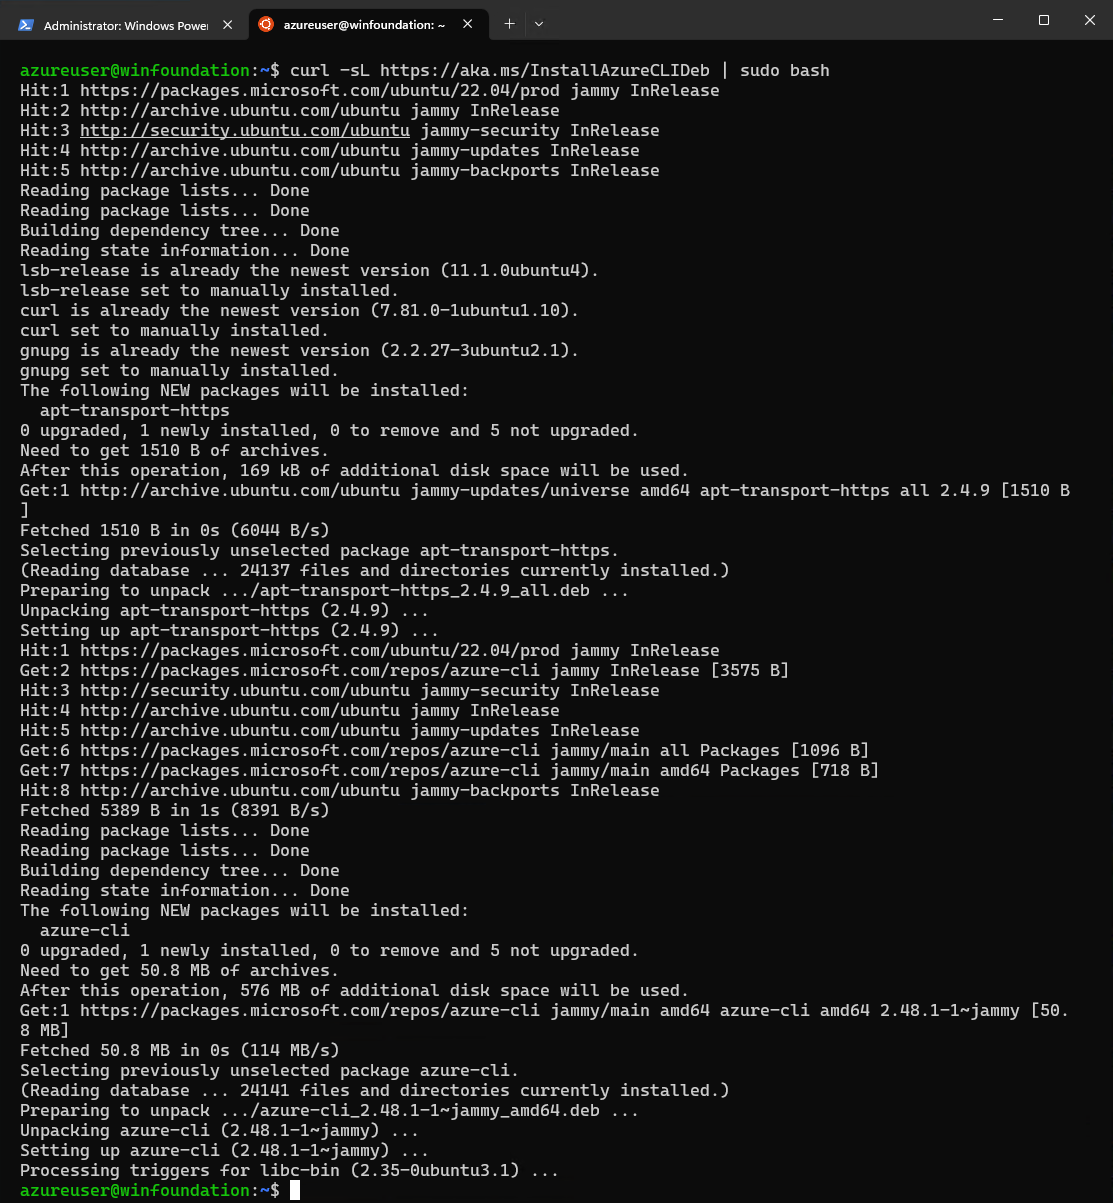 Administrator: Windows Power
azureuser@winfoundation: ~
azureuser@winfoundation:~$ curl -sL https://aka.ms/InstallAzureCLIDeb | sudo bash
Hit:1 https://packages.microsoft.com/ubuntu/22.04/prod jammy InRelease
Hit:2 http://archive.ubuntu.com/ubuntu jammy InRelease
Hit:3 http://security.ubuntu.com/ubuntu jammy-security InRelease
Hit:4 http://archive.ubuntu.com/ubuntu jammy-updates InRelease
Hit:5 http://archive.ubuntu.com/ubuntu jammy-backports InRelease
Reading package lists... Done
Reading package lists... Done
Building dependency tree... Done
Reading state information... Done
lsb-release is already the newest version (11.1.0ubuntu4).
lsb-release set to manually installed.
curl is already the newest version (7.81.0-1ubuntu1.10).
curl set to manually installed.
gnupg is already the newest version (2.2.27-3ubuntu2.1).
gnupg set to manually installed.
The following NEW packages will be installed:
  apt-transport-https
0 upgraded, 1 newly installed, 0 to remove and 5 not upgraded.
Need to get 1510 B of archives.
After this operation, 169 kB of additional disk space will be used.
Get:1 http://archive.ubuntu.com/ubuntu jammy-updates/universe amd64 apt-transport-https all 2.4.9 [1510 B
]
Fetched 1510 B in 0s (6044 B/s)
Selecting previously unselected package apt-transport-https.
(Reading database ... 24137 files and directories currently installed.)
Preparing to unpack .../apt-transport-https_2.4.9_all.deb ...
Unpacking apt-transport-https (2.4.9) ...
Setting up apt-transport-https (2.4.9) ...
Hit:1 https://packages.microsoft.com/ubuntu/22.04/prod jammy InRelease
Get:2 https://packages.microsoft.com/repos/azure-cli jammy InRelease [3575 B]
Hit:3 http://security.ubuntu.com/ubuntu jammy-security InRelease
Hit:4 http://archive.ubuntu.com/ubuntu jammy InRelease
Hit:5 http://archive.ubuntu.com/ubuntu jammy-updates InRelease
Get:6 https://packages.microsoft.com/repos/azure-cli jammy/main all Packages [1096 B]
Get:7 https://packages.microsoft.com/repos/azure-cli jammy/main amd64 Packages [718 B]
Hit:8 http://archive.ubuntu.com/ubuntu jammy-backports InRelease
Fetched 5389 B in 1s (8391 B/s)
Reading package lists... Done
Reading package lists... Done
Building dependency tree... Done
Reading state information... Done
The following NEW packages will be installed:
  azure-cli
0 upgraded, 1 newly installed, 0 to remove and 5 not upgraded.
Need to get 50.8 MB of archives.
After this operation, 576 MB of additional disk space will be used.
Get:1 https://packages.microsoft.com/repos/azure-cli jammy/main amd64 azure-cli amd64 2.48.1-1~jammy [50.
8 MB]
Fetched 50.8 MB in 0s (114 MB/s)
Selecting previously unselected package azure-cli.
(Reading database ... 24141 files and directories currently installed.)
Preparing to unpack .../azure-cli_2.48.1-1~jammy_amd64.deb ...
Unpacking azure-cli (2.48.1-1~jammy) ...
Setting up azure-cli (2.48.1-1~jammy) ...
Processing triggers for libc-bin (2.35-0ubuntu3.1) ...
azureuser@winfoundation:~$